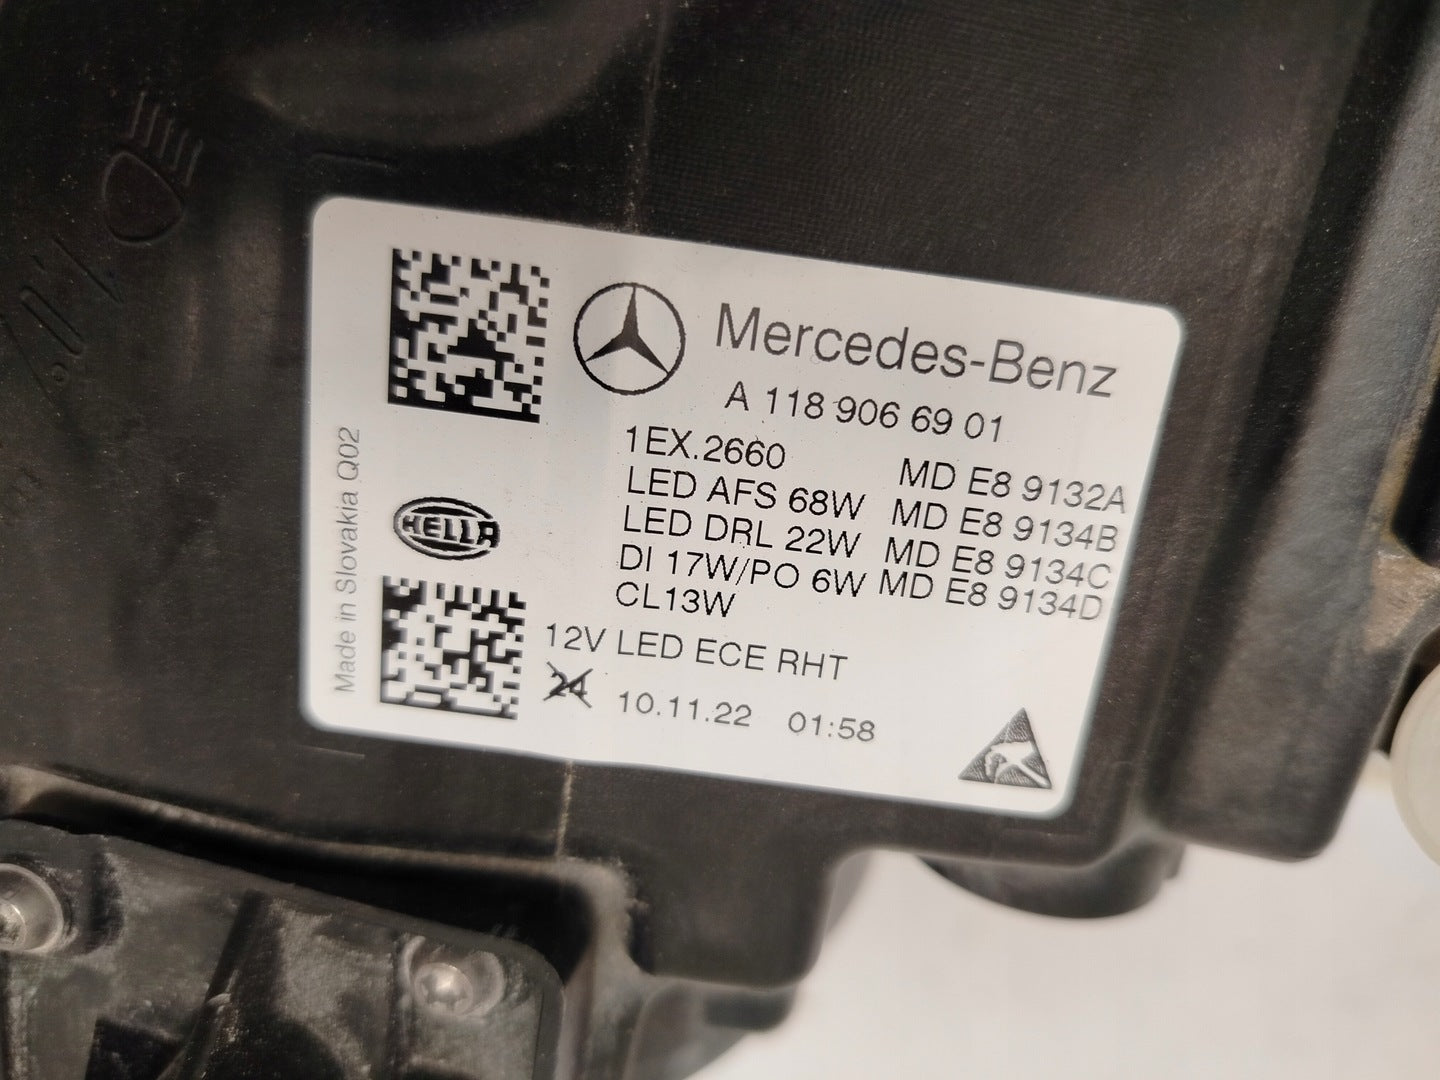 Mercedes-Benz
A 118 906 69 01
1EX.2660 MD E8 9132A
LED AFS 68W MD E8 9134B
LED DRL 22W MD E8 9134C
DI 17W/PO 6W MD E8 9134D
CL13W
12V LED ECE RHT
24 10.11.22 01:58
HELLA
Made in Slovakia Q02